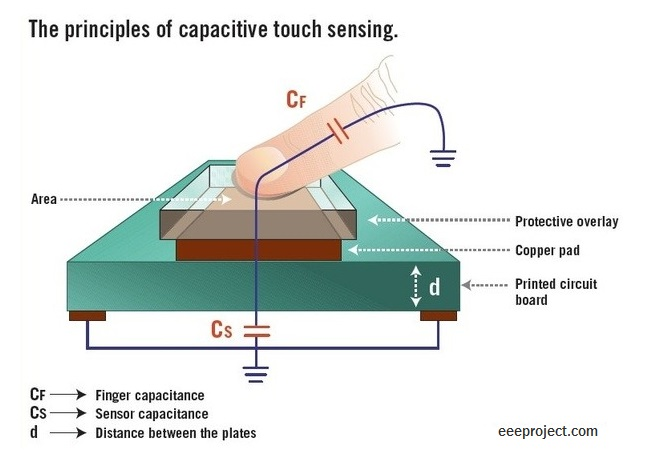 The principles of capacitive touch sensing.
CF
Area
Protective overlay
Copper pad
d
Printed circuit
board
Cs
CF Finger capacitance
Cs Sensor capacitance
d Distance between the plates
eeeproject.com